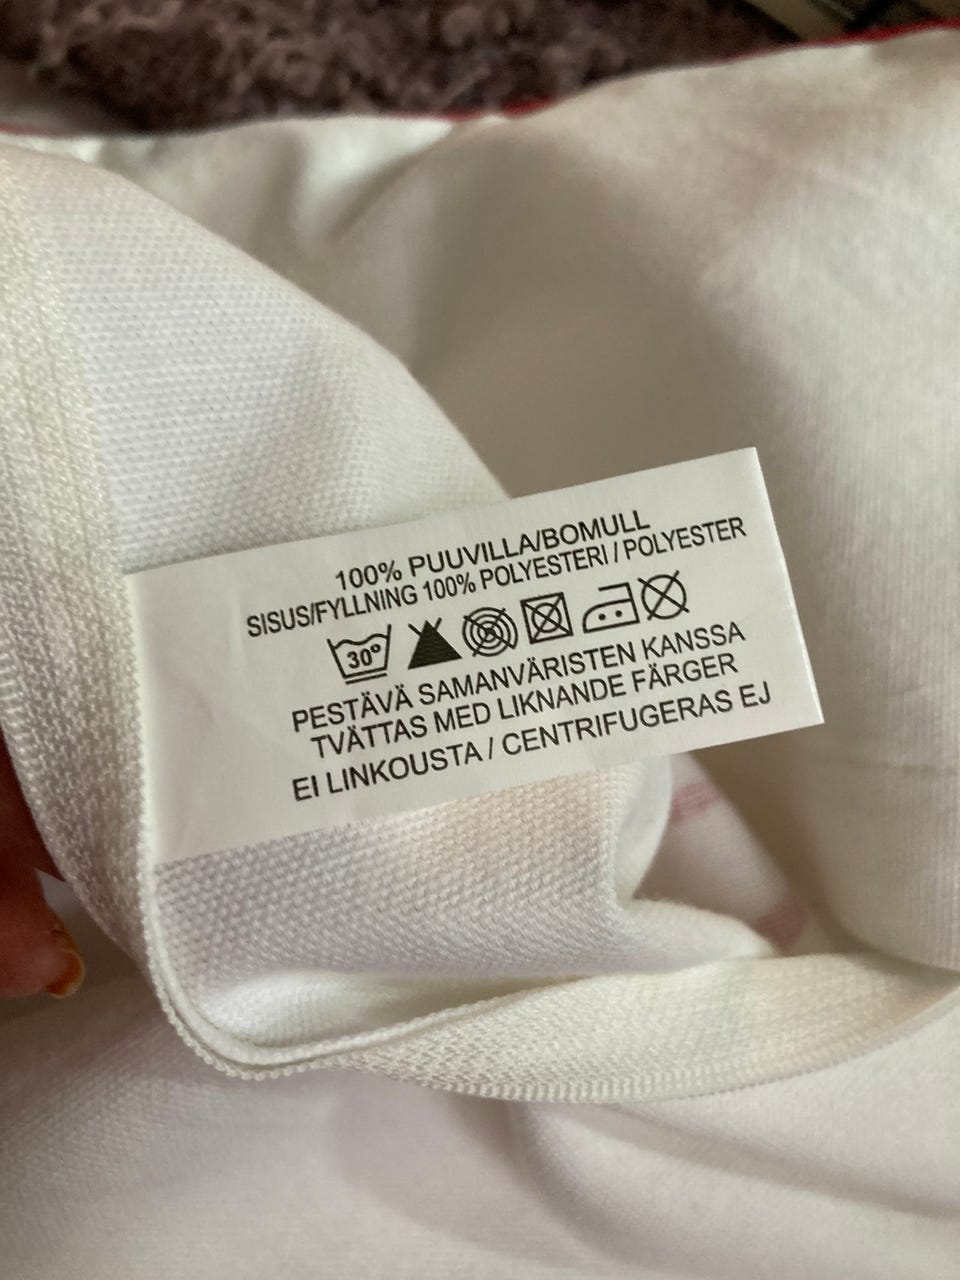 100% PUUVILLA/BOMULL
SISUS/FYLLNING 100% POLYESTERI / POLYESTER
30°
PESTÄVÄ SAMANVÄRISTEN KANSSA
TVÄTTAS MED LIKNANDE FÄRGER
EI LINKOUSTA / CENTRIFUGERAS EJ